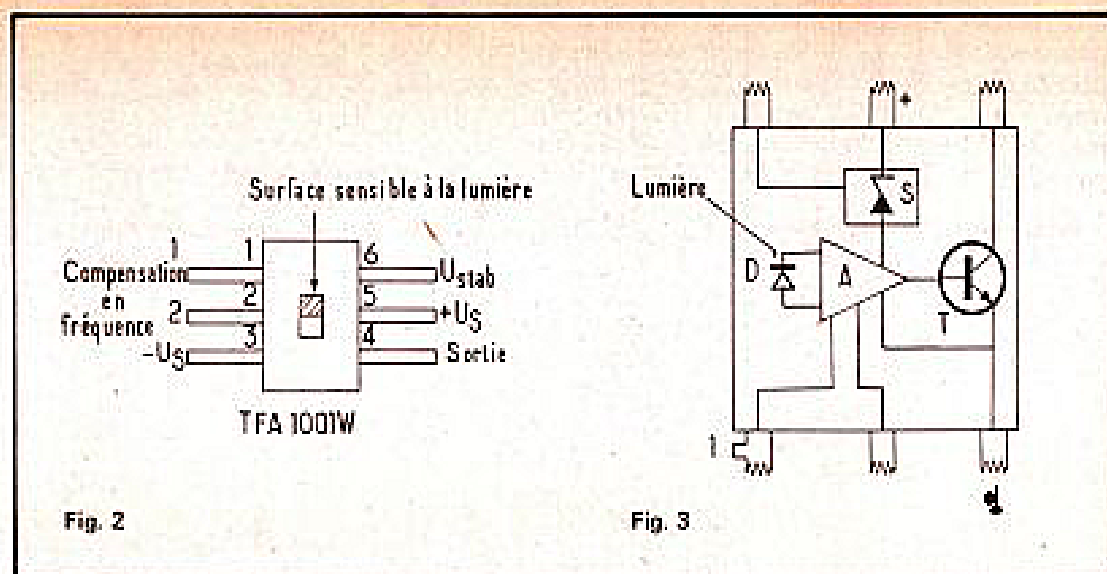 Surface sensible à la lumière
1
1
6
Compensation
Ustab
en
2
5
+US
fréquence
2
3
4
-US
Sortie
TFA 1001W
Fig. 2
+
Lumière
S
D
A
T
1
Fig. 3